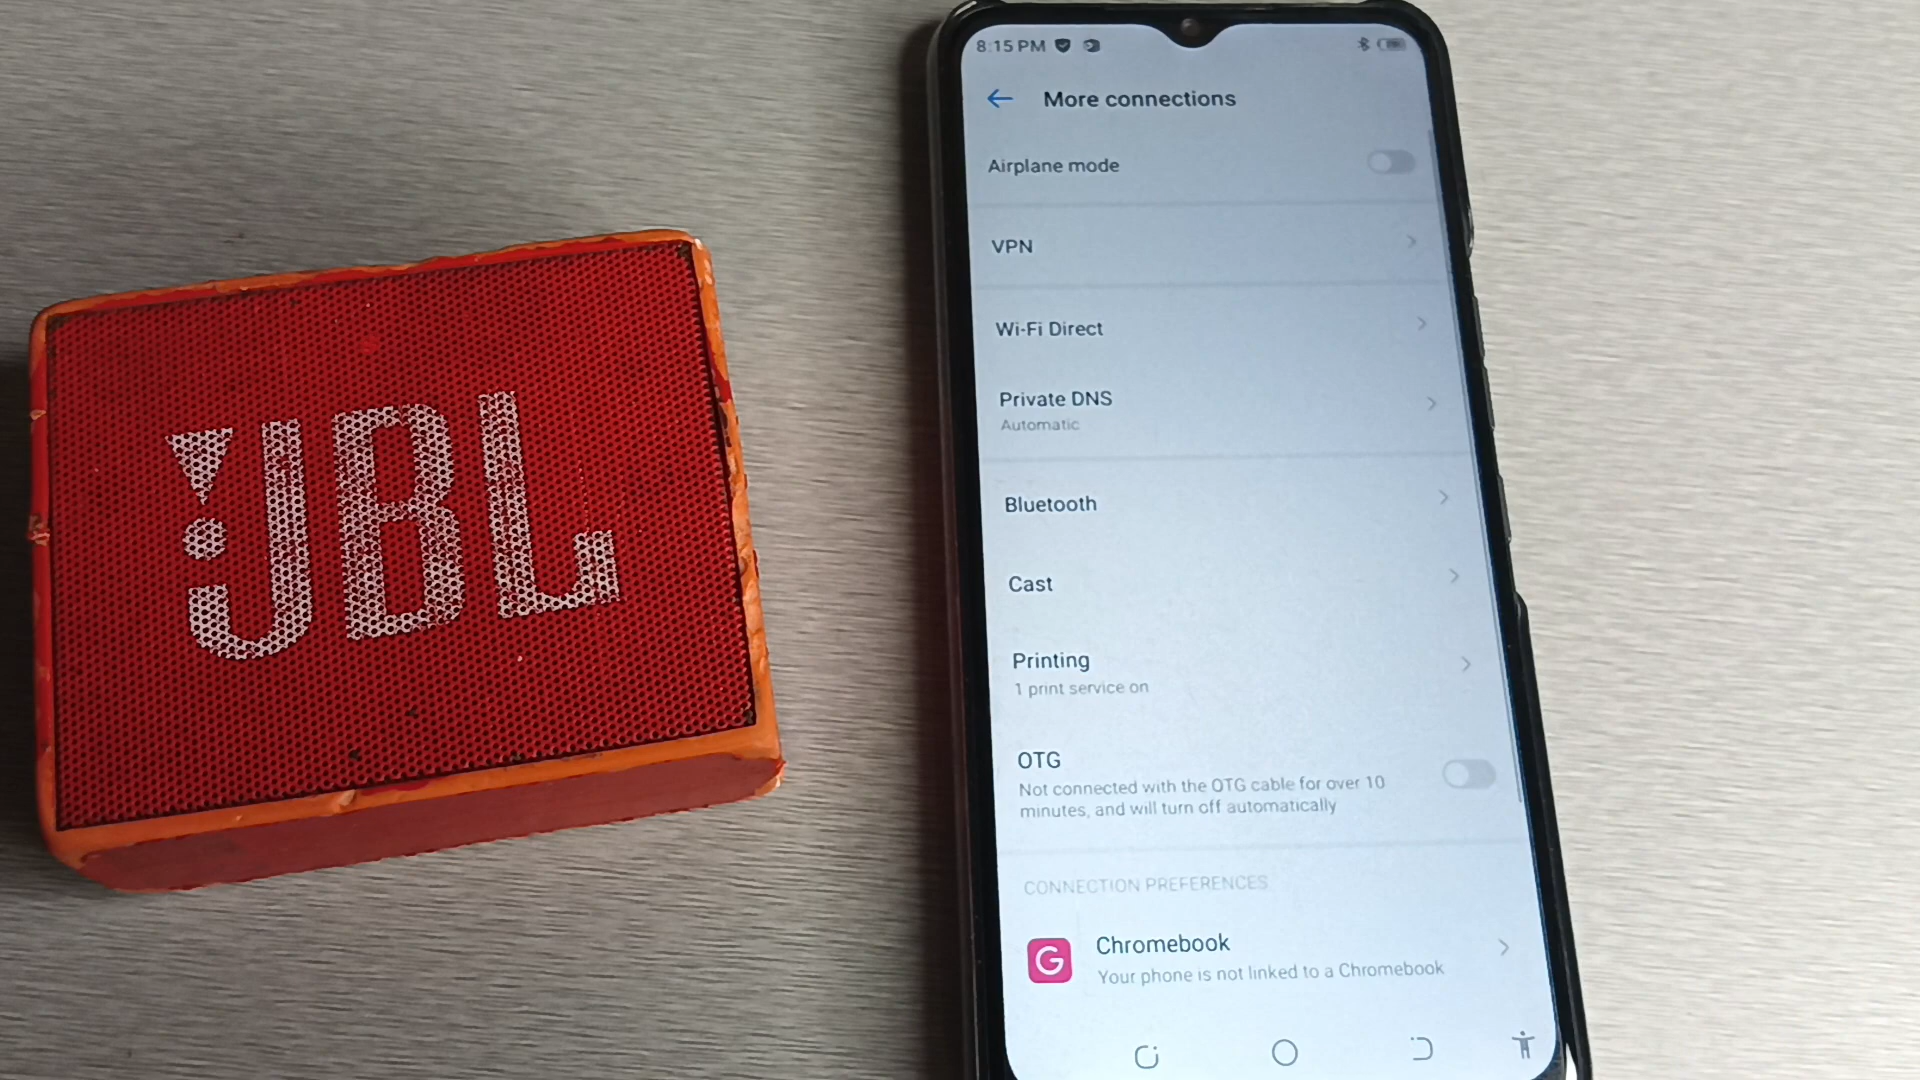 JBL
8:15 PM
More connections
Airplane mode
VPN
Wi-Fi Direct
Private DNS
Automatic
Bluetooth
Cast
Printing
1 print service on
OTG
Not connected with the OTG cable for over 10
minutes, and will turn off automatically
CONNECTION PREFERENCES
G
Chromebook
Your phone is not linked to a Chromebook